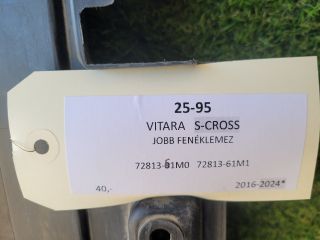 25-95
VITARA S-CROSS
JOBB FENÉKLEMEZ
72813-61M0 72813-61M1
40,- 2016-2024*